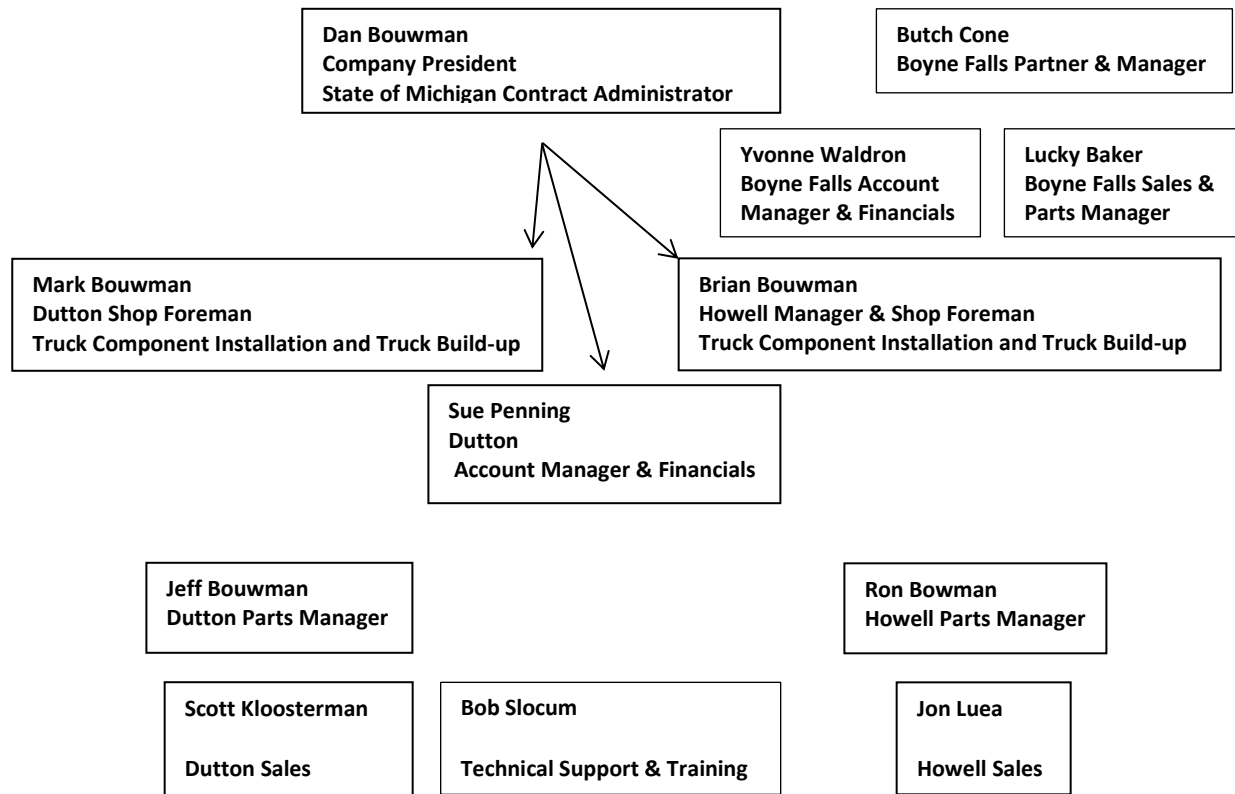 Dan Bouwman
Company President
State of Michigan Contract Administrator
Butch Cone
Boyne Falls Partner & Manager
Yvonne Waldron
Boyne Falls Account
Manager & Financials
Lucky Baker
Boyne Falls Sales &
Parts Manager
Mark Bouwman
Dutton Shop Foreman
Truck Component Installation and Truck Build-up
Brian Bouwman
Howell Manager & Shop Foreman
Truck Component Installation and Truck Build-up
Sue Penning
Dutton
Account Manager & Financials
Jeff Bouwman
Dutton Parts Manager
Ron Bowman
Howell Parts Manager
Scott Kloosterman
Dutton Sales
Bob Slocum
Technical Support & Training
Jon Luea
Howell Sales